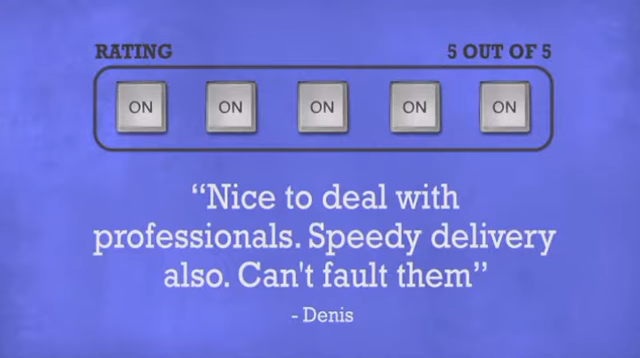 RATING 5 OUT OF 5
ON ON ON ON ON
“Nice to deal with
professionals. Speedy delivery
also. Can't fault them”
- Denis